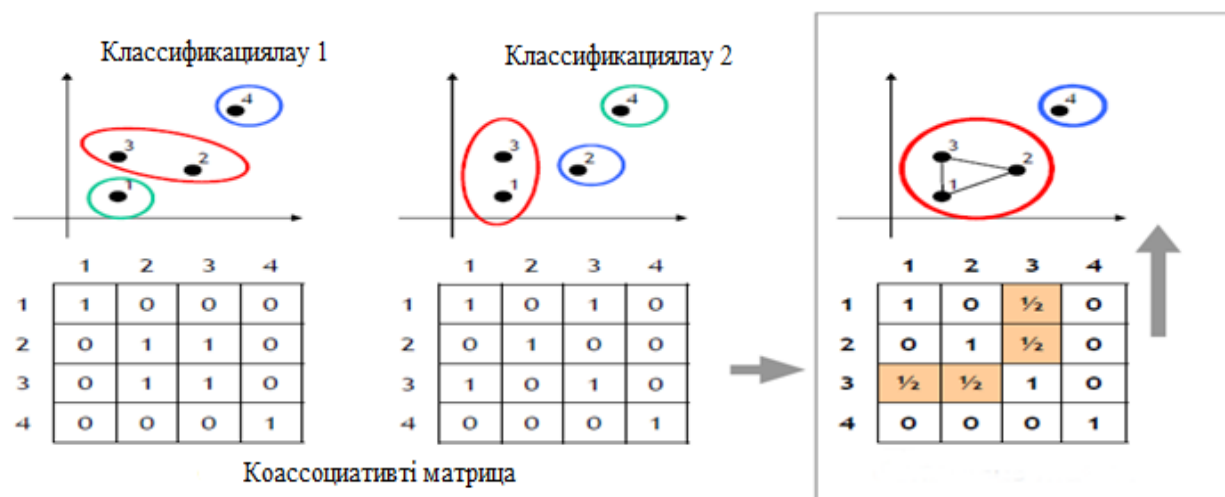 Классификациялау 1
Классификациялау 2
4
3
2
1
4
3
2
1
4
3
2
1
1 2 3 4
1 1 0 0 0
2 0 1 1 0
3 0 1 1 0
4 0 0 0 1
1 2 3 4
1 1 0 1 0
2 0 1 0 0
3 1 0 1 0
4 0 0 0 1
1 2 3 4
1 1 0 ½ 0
2 0 1 ½ 0
3 ½ ½ 1 0
4 0 0 0 1
Коассоциативті матрица